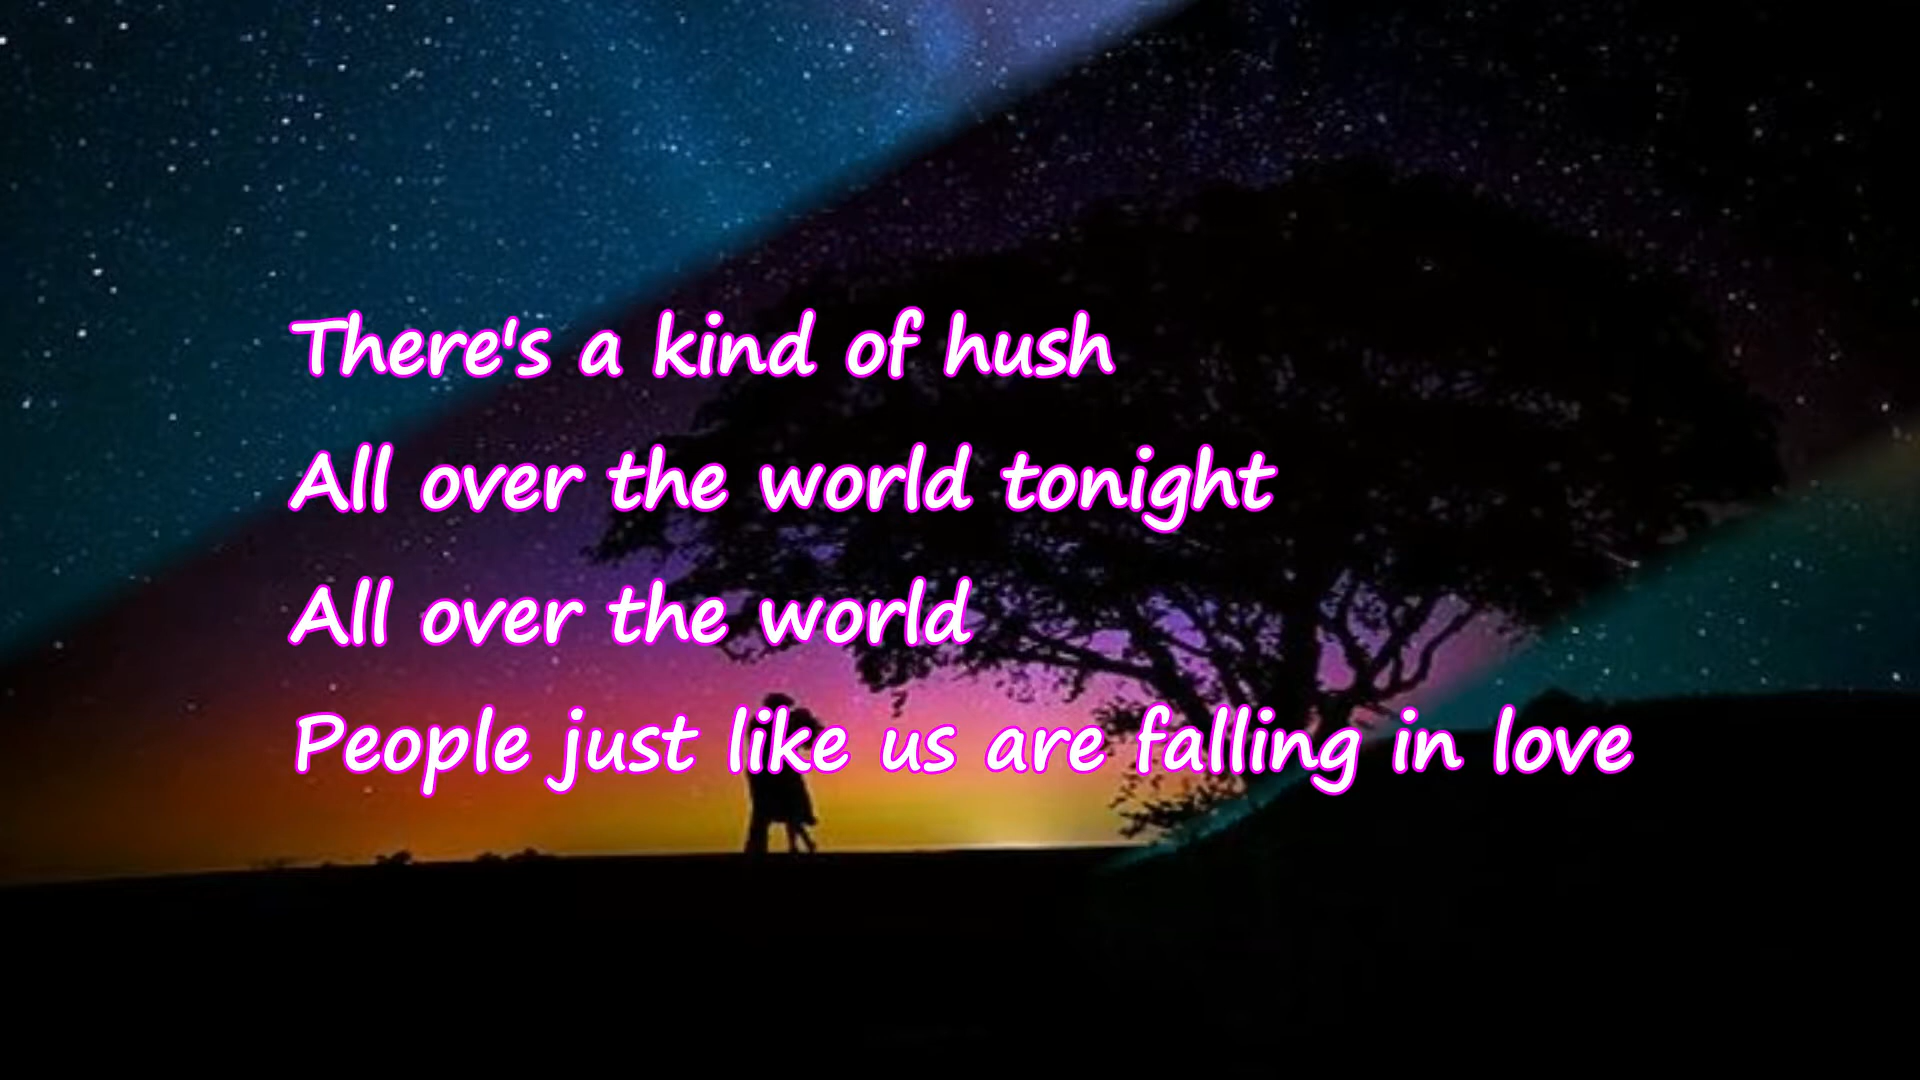 There's a kind of hush
All over the world tonight
All over the world
People just like us are falling in love